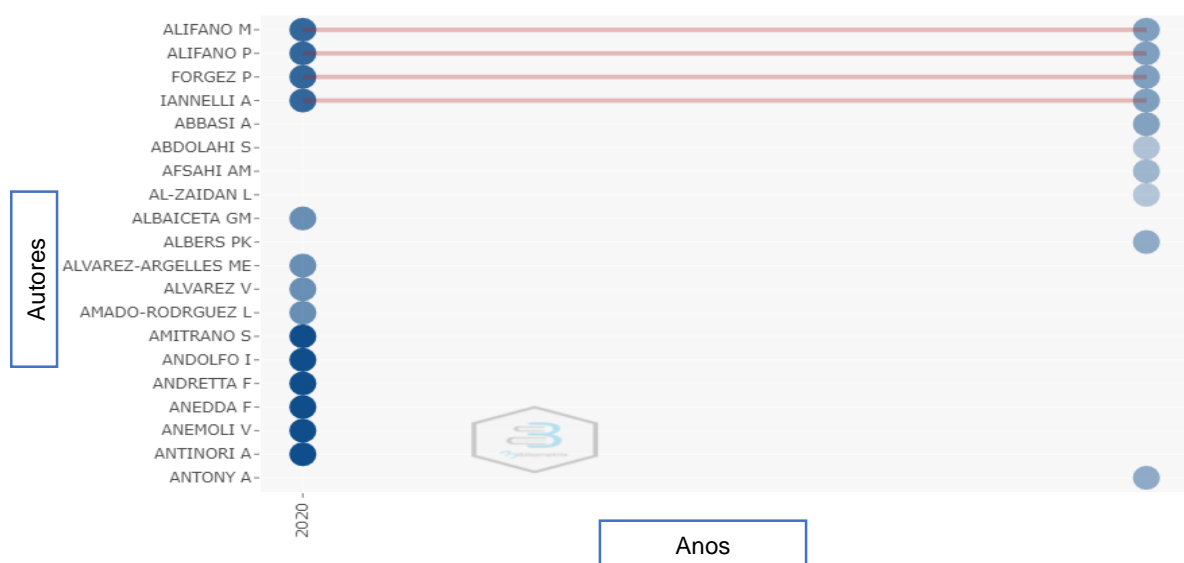 ALIFANO M
ALIFANO P
FORGEZ P
IANNELLI A
ABBASI A
ABDOLAHI S
AFSAHI AM
AL-ZAIDAN L
ALBAICETA GM
ALBERS PK
ALVAREZ-ARGELLES ME
ALVAREZ V
AMADO-RODRGUEZ L
AMITRANO S
ANDOLFO I
ANDRETTA F
ANEDDA F
ANEMOLI V
ANTINORI A
ANTONY A
Autores
2020
Anos